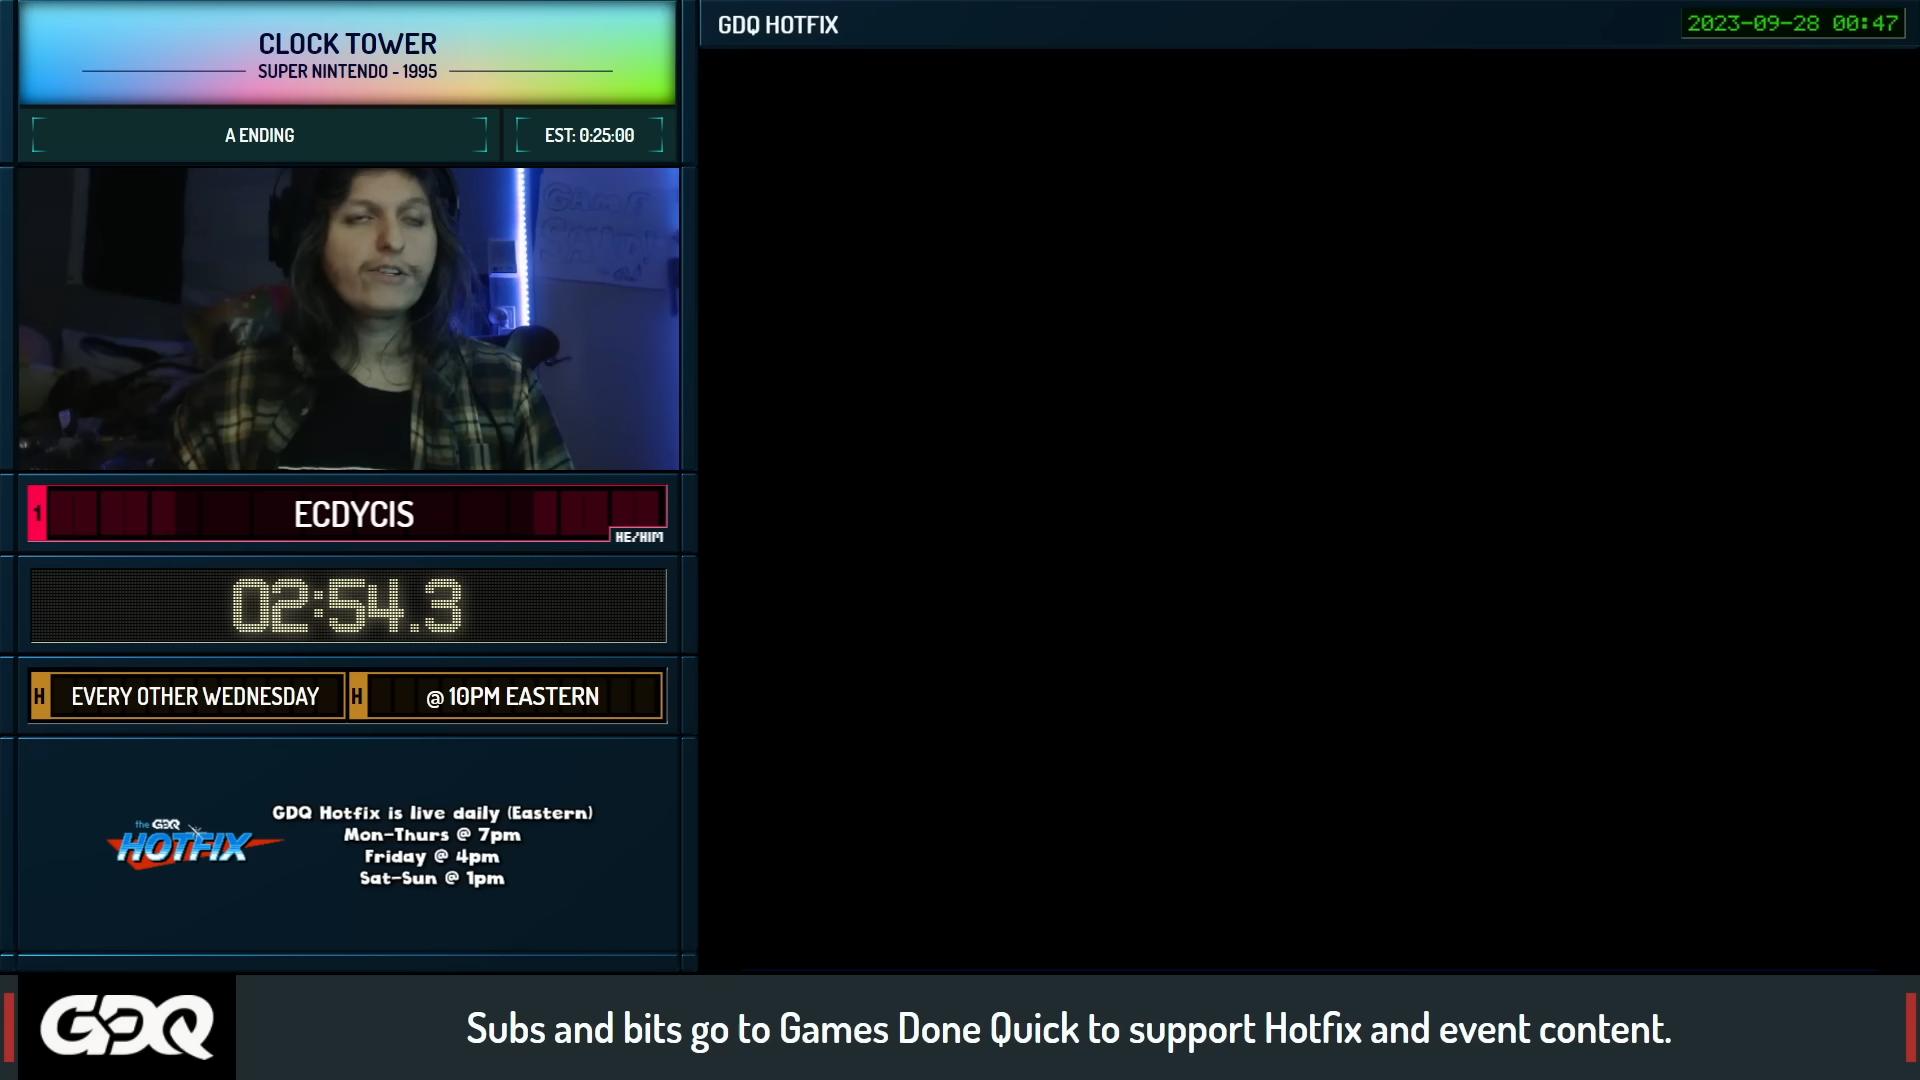 CLOCK TOWER
SUPER NINTENDO - 1995
A ENDING
EST: 0:25:00
GDQ HOTFIX
2023-09-28 00:47
1
ECDYCIS
HE/HIM
02:54.3
H
EVERY OTHER WEDNESDAY
H
@ 10PM EASTERN
the GDQ
HOTFIX
GDQ Hotfix is live daily (Eastern)
Mon-Thurs @ 7pm
Friday @ 4pm
Sat-Sun @ 1pm
GDQ
Subs and bits go to Games Done Quick to support Hotfix and event content.